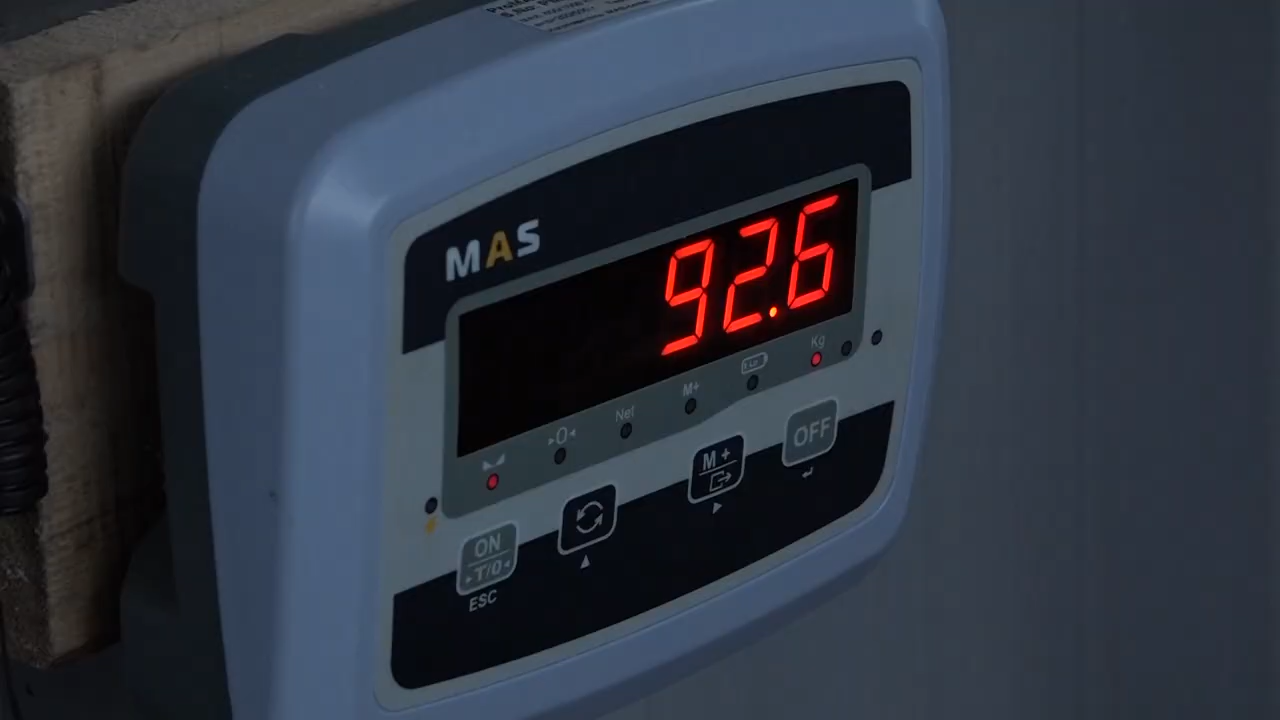 MAS
92.6
Kg
M+
Net
▸0◂
OFF
M+
ON
▸T/0◂
ESC